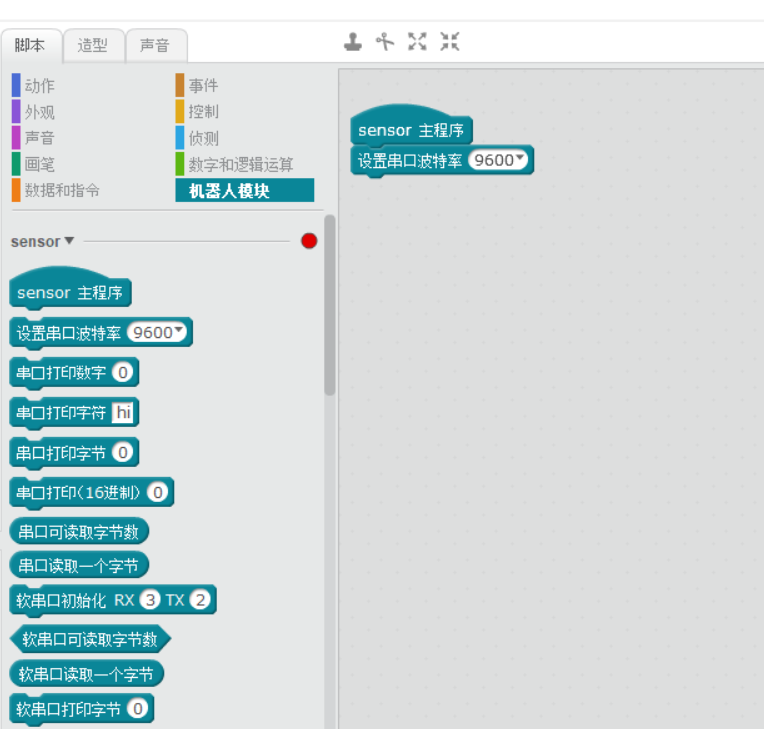 脚本 造型 声音
动作 事件
外观 控制
声音 侦测
画笔 数字和逻辑运算
数据和指令 机器人模块
sensor
sensor 主程序
设置串口波特率 9600
串口打印数字 0
串口打印字符 hi
串口打印字节 0
串口打印(16进制) 0
串口可读取字节数
串口读取一个字节
软串口初始化 RX 3 TX 2
软串口可读取字节数
软串口读取一个字节
软串口打印字节 0
sensor 主程序
设置串口波特率 9600